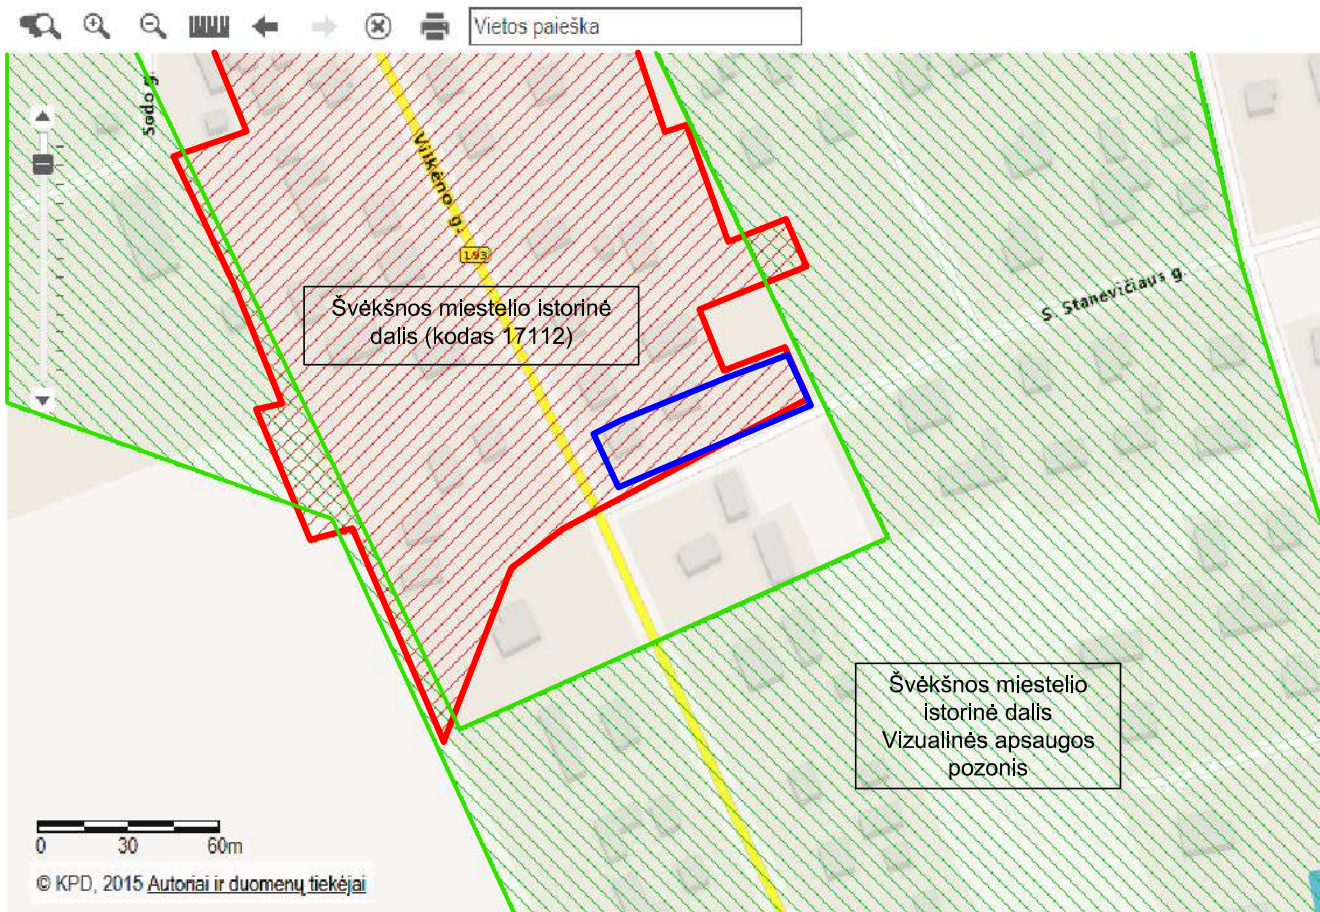 Vietos paieška
Sodo g.
Vilkėno g.
193
Švėkšnos miestelio istorinė
dalis (kodas 17112)
S. Stanevičiaus g.
Švėkšnos miestelio
istorinė dalis
Vizualinės apsaugos
pozonis
0 30 60m
© KPD, 2015 Autoriai ir duomenų tiekėjai